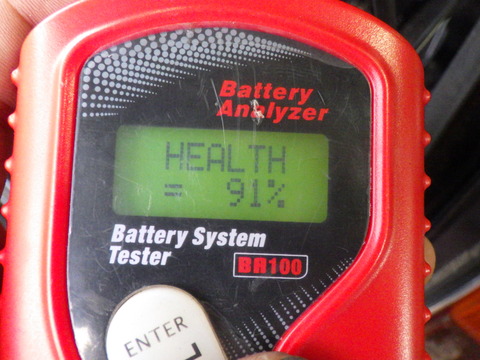 Battery
Analyzer
HEALTH
= 91%
Battery System
Tester
BR100
ENTER